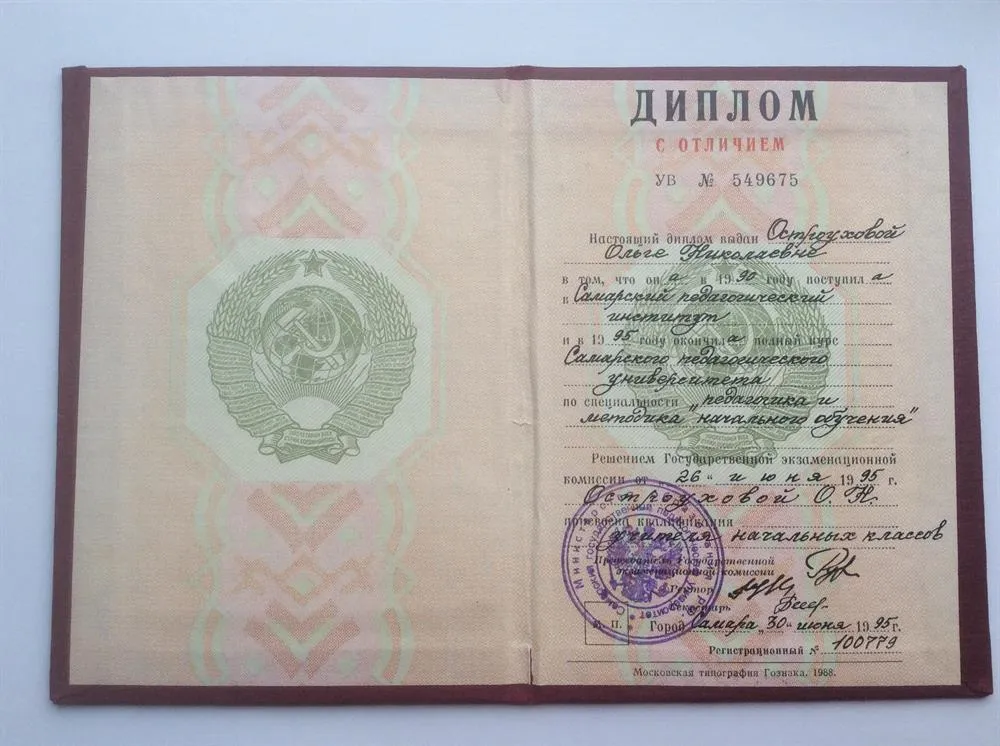 ДИПЛОМ
С ОТЛИЧИЕМ
УВ № 549675
Настоящий диплом выдан Остроуховой
Ольге Николаевне
в том, что он а в 1990 году поступил а
в Самарский педагогический
институт
и в 1995 году окончил а полный курс
Самарского педагогического
университета
по специальности "педагогика и
методика начального обучения"
Решением Государственной экзаменационной
комиссии от 26 " июня 1995 г.
Остроуховой О. Н.
присвоена квалификация
учителя начальных классов
Председатель Государственной
экзаменационной комиссии
Ректор
Секретарь
М. П.
Город Самара "30" июня 1995 г.
Регистрационный № 100779
Московская типография Гознака. 1988.